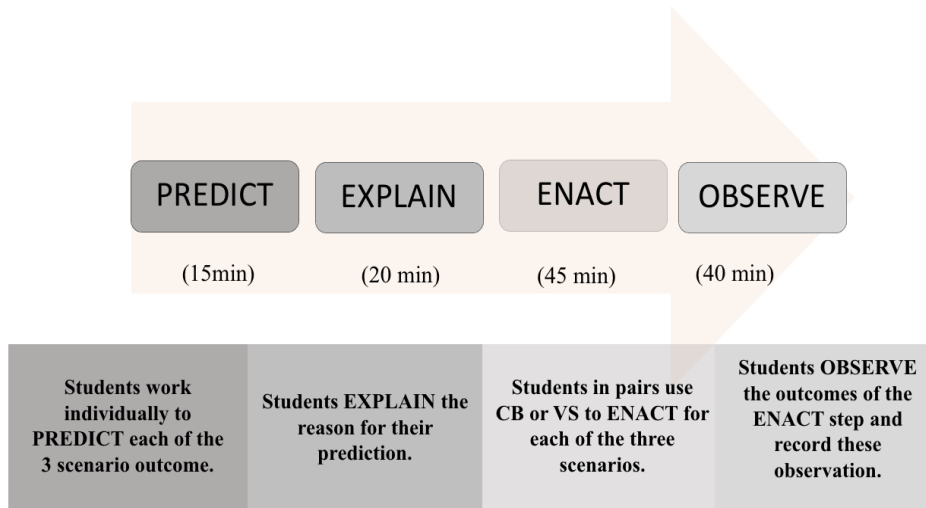 PREDICT
EXPLAIN
ENACT
OBSERVE
(15min)
(20 min)
(45 min)
(40 min)
Students work
individually to
PREDICT each of the
3 scenario outcome.
Students EXPLAIN the
reason for their
prediction.
Students in pairs use
CB or VS to ENACT for
each of the three
scenarios.
Students OBSERVE
the outcomes of the
ENACT step and
record these
observation.